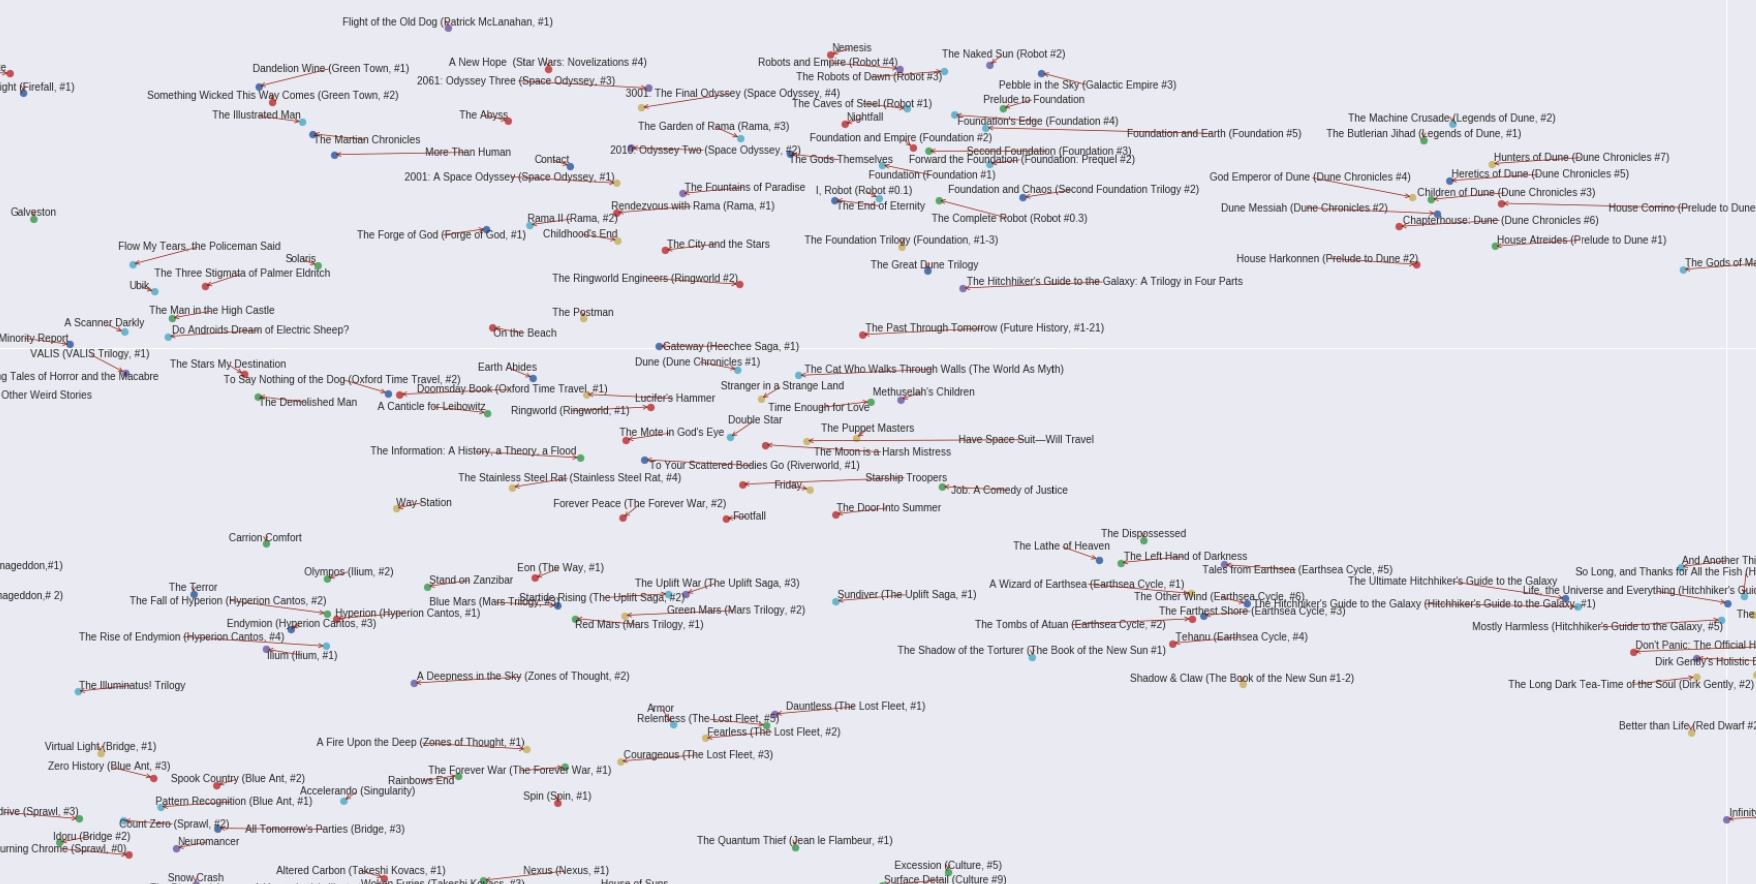 Flight of the Old Dog (Patrick McLanahan, #1)
Nemesis
The Naked Sun (Robot #2)
A New Hope (Star Wars: Novelizations #4)
Robots and Empire (Robot #4)
Dandelion Wine (Green Town, #1)
The Robots of Dawn (Robot #3)
2061: Odyssey Three (Space Odyssey, #3)
Pebble in the Sky (Galactic Empire #3)
ight (Firefall, #1)
3001: The Final Odyssey (Space Odyssey, #4)
Something Wicked This Way Comes (Green Town, #2)
Prelude to Foundation
The Caves of Steel (Robot #1)
The Illustrated Man
The Abyss
Nightfall
Foundation's Edge (Foundation #4)
The Machine Crusade (Legends of Dune, #2)
The Garden of Rama (Rama, #3)
Foundation and Earth (Foundation #5)
The Butlerian Jihad (Legends of Dune, #1)
The Martian Chronicles
Foundation and Empire (Foundation #2)
2010: Odyssey Two (Space Odyssey, #2)
More Than Human
Second Foundation (Foundation #3)
Contact
The Gods Themselves
Forward the Foundation (Foundation: Prequel #2)
Hunters of Dune (Dune Chronicles #7)
Foundation (Foundation #1)
Heretics of Dune (Dune Chronicles #5)
2001: A Space Odyssey (Space Odyssey, #1)
God Emperor of Dune (Dune Chronicles #4)
The Fountains of Paradise
I, Robot (Robot #0.1)
Foundation and Chaos (Second Foundation Trilogy #2)
Children of Dune (Dune Chronicles #3)
Rendezvous with Rama (Rama, #1)
The End of Eternity
Dune Messiah (Dune Chronicles #2)
House Corrino (Prelude to Dune
Galveston
Rama II (Rama, #2)
The Complete Robot (Robot #0.3)
Chapterhouse: Dune (Dune Chronicles #6)
The Forge of God (Forge of God, #1)
Childhood's End
The Foundation Trilogy (Foundation, #1-3)
House Atreides (Prelude to Dune #1)
Flow My Tears, the Policeman Said
The City and the Stars
Solaris
House Harkonnen (Prelude to Dune #2)
The Great Dune Trilogy
The Gods of Ma
The Three Stigmata of Palmer Eldritch
The Ringworld Engineers (Ringworld #2)
Ubik
The Hitchhiker's Guide to the Galaxy: A Trilogy in Four Parts
The Man in the High Castle
The Postman
A Scanner Darkly
Do Androids Dream of Electric Sheep?
On the Beach
The Past Through Tomorrow (Future History, #1-21)
Minority Report
Gateway (Heechee Saga, #1)
VALIS (VALIS Trilogy, #1)
The Stars My Destination
Earth Abides
Dune (Dune Chronicles #1)
The Cat Who Walks Through Walls (The World As Myth)
g Tales of Horror and the Macabre
To Say Nothing of the Dog (Oxford Time Travel, #2)
Stranger in a Strange Land
Doomsday Book (Oxford Time Travel, #1)
Methuselah's Children
Other Weird Stories
Lucifer's Hammer
The Demolished Man
A Canticle for Leibowitz
Time Enough for Love
Ringworld (Ringworld, #1)
Double Star
The Puppet Masters
The Mote in God's Eye
Have Space Suit—Will Travel
The Information: A History, a Theory, a Flood
The Moon is a Harsh Mistress
To Your Scattered Bodies Go (Riverworld, #1)
The Stainless Steel Rat (Stainless Steel Rat, #4)
Starship Troopers
Friday
Job: A Comedy of Justice
Way Station
Forever Peace (The Forever War, #2)
The Door Into Summer
Footfall
Carrion Comfort
The Dispossessed
The Lathe of Heaven
The Left Hand of Darkness
And Another Thi
mageddon,#1)
Olympos (Ilium, #2)
Eon (The Way, #1)
Tales from Earthsea (Earthsea Cycle, #5)
So Long, and Thanks for All the Fish (H
Stand on Zanzibar
The Uplift War (The Uplift Saga, #3)
A Wizard of Earthsea (Earthsea Cycle, #1)
The Ultimate Hitchhiker's Guide to the Galaxy
The Terror
Life, the Universe and Everything (Hitchhiker's Guid
mageddon,# 2)
The Fall of Hyperion (Hyperion Cantos, #2)
Blue Mars (Mars Trilogy, #3)
Startide Rising (The Uplift Saga, #2)
Sundiver (The Uplift Saga, #1)
The Other Wind (Earthsea Cycle, #6)
The Hitchhiker's Guide to the Galaxy (Hitchhiker's Guide to the Galaxy, #1)
Hyperion (Hyperion Cantos, #1)
Green Mars (Mars Trilogy, #2)
The Farthest Shore (Earthsea Cycle, #3)
The
Endymion (Hyperion Cantos, #3)
Red Mars (Mars Trilogy, #1)
The Tombs of Atuan (Earthsea Cycle, #2)
Mostly Harmless (Hitchhiker's Guide to the Galaxy, #5)
The Rise of Endymion (Hyperion Cantos, #4)
Tehanu (Earthsea Cycle, #4)
Don't Panic: The Official H
Ilium (Ilium, #1)
The Shadow of the Torturer (The Book of the New Sun #1)
Dirk Gently's Holistic D
A Deepness in the Sky (Zones of Thought, #2)
Shadow & Claw (The Book of the New Sun #1-2)
The Illuminatus! Trilogy
The Long Dark Tea-Time of the Soul (Dirk Gently, #2)
Armor
Dauntless (The Lost Fleet, #1)
Relentless (The Lost Fleet, #5)
Better than Life (Red Dwarf #2
Fearless (The Lost Fleet, #2)
Virtual Light (Bridge, #1)
A Fire Upon the Deep (Zones of Thought, #1)
Courageous (The Lost Fleet, #3)
Zero History (Blue Ant, #3)
The Forever War (The Forever War, #1)
Spook Country (Blue Ant, #2)
Rainbows End
Accelerando (Singularity)
Spin (Spin, #1)
Pattern Recognition (Blue Ant, #1)
drive (Sprawl, #3)
Infinity
Count Zero (Sprawl, #2)
All Tomorrow's Parties (Bridge, #3)
Idoru (Bridge #2)
Neuromancer
The Quantum Thief (Jean le Flambeur, #1)
urning Chrome (Sprawl, #0)
Excession (Culture, #5)
Altered Carbon (Takeshi Kovacs, #1)
Nexus (Nexus, #1)
Snow Crash
Surface Detail (Culture #9)
Woken Furies (Takeshi Kovacs, #3)
House of Suns